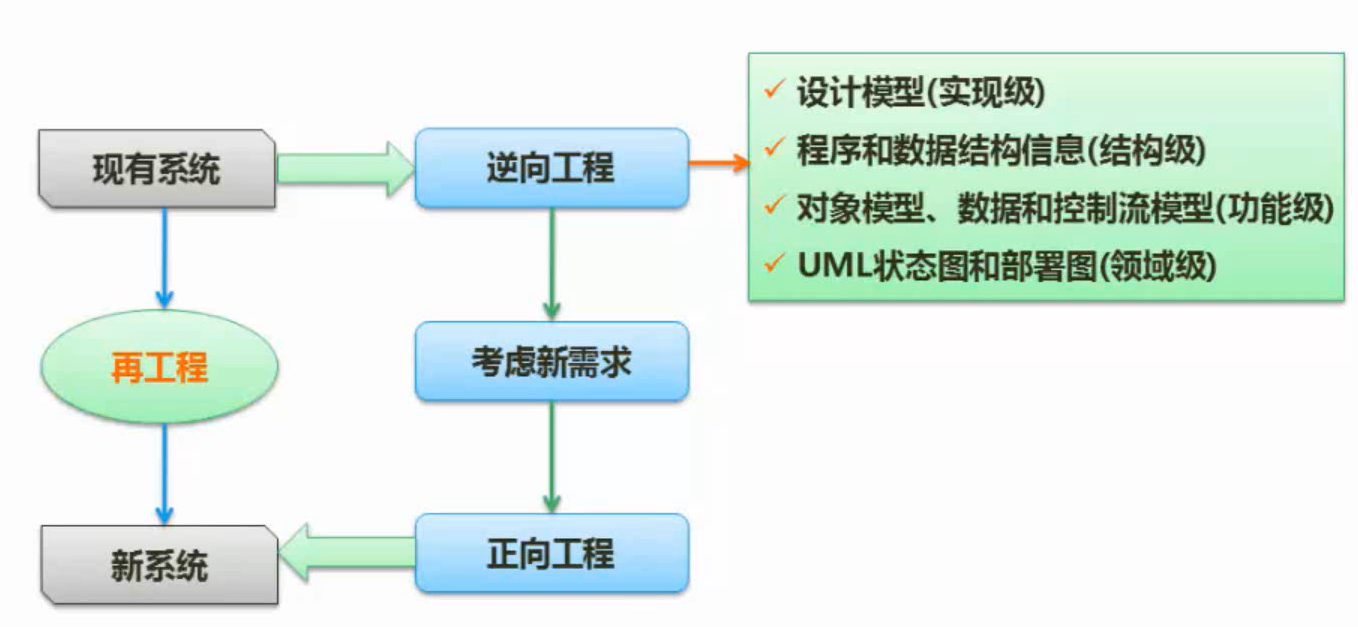 现有系统
逆向工程
设计模型(实现级)
程序和数据结构信息(结构级)
对象模型、数据和控制流模型(功能级)
UML状态图和部署图(领域级)
再工程
考虑新需求
新系统
正向工程